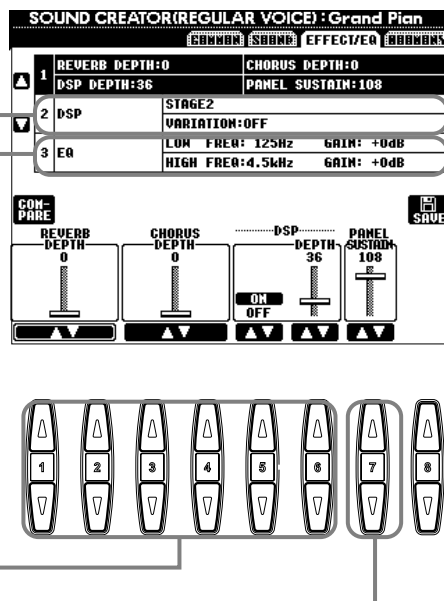 SOUND CREATOR(REGULAR VOICE) : Grand Pian
COMMON SOUND EFFECT/EQ HARMONY
1 REVERB DEPTH:0 CHORUS DEPTH:0
DSP DEPTH:36 PANEL SUSTAIN:108
2 DSP STAGE2
VARIATION:OFF
3 EQ LOW FREQ: 125Hz GAIN: +0dB
HIGH FREQ:4.5kHz GAIN: +0dB
COM-
PARE
SAVE
REVERB DEPTH 0
CHORUS DEPTH 0
DSP DEPTH 36
ON
OFF
PANEL SUSTAIN 108
1 2 3 4 5 6 7 8